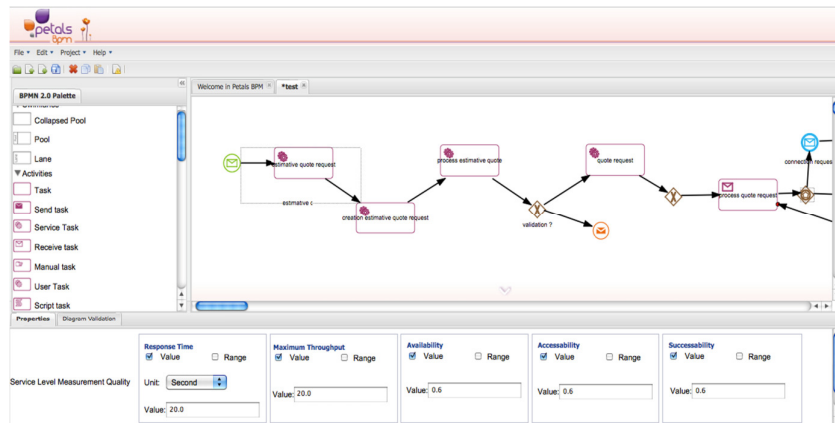 petals
Bpm
File Edit Project Help
BPMN 2.0 Palette
Welcome in Petals BPM
*test
Collapsed Pool
Pool
Lane
Activities
Task
Send task
Service Task
Receive task
Manual task
User Task
Script task
estimative quote request
estimative c
creation estimative quote request
process estimative quote
validation ?
quote request
process quote request
connection reques
Properties
Diagram Validation
Service Level Measurement Quality
Response Time
Value Range
Unit: Second
Value: 20.0
Maximum Throughput
Value Range
Value: 20.0
Availability
Value Range
Value: 0.6
Accessability
Value Range
Value: 0.6
Successability
Value Range
Value: 0.6